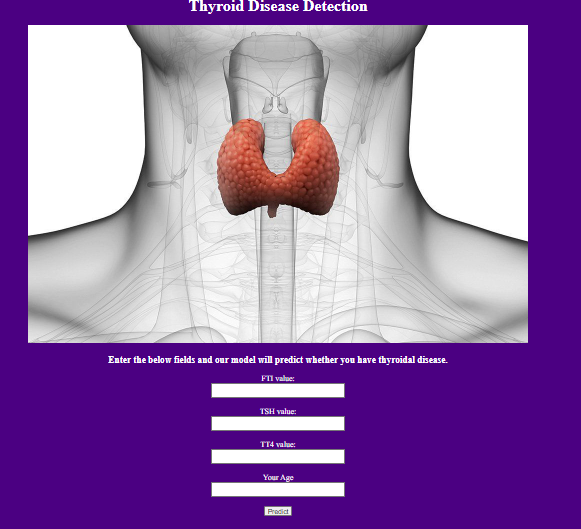 Thyroid Disease Detection
Enter the below fields and our model will predict whether you have thyroidal disease.
FTI value:
TSH value:
TT4 value:
Your Age
Predict